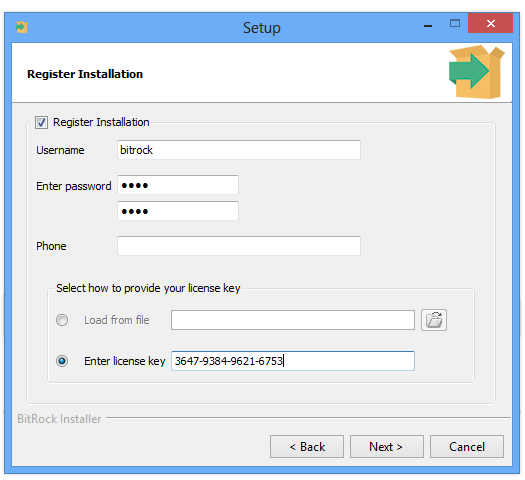 Setup
Register Installation
Register Installation
Username bitrock
Enter password ••••
••••
Phone
Select how to provide your license key
Load from file
Enter license key 3647-9384-9621-6753
BitRock Installer
< Back Next > Cancel